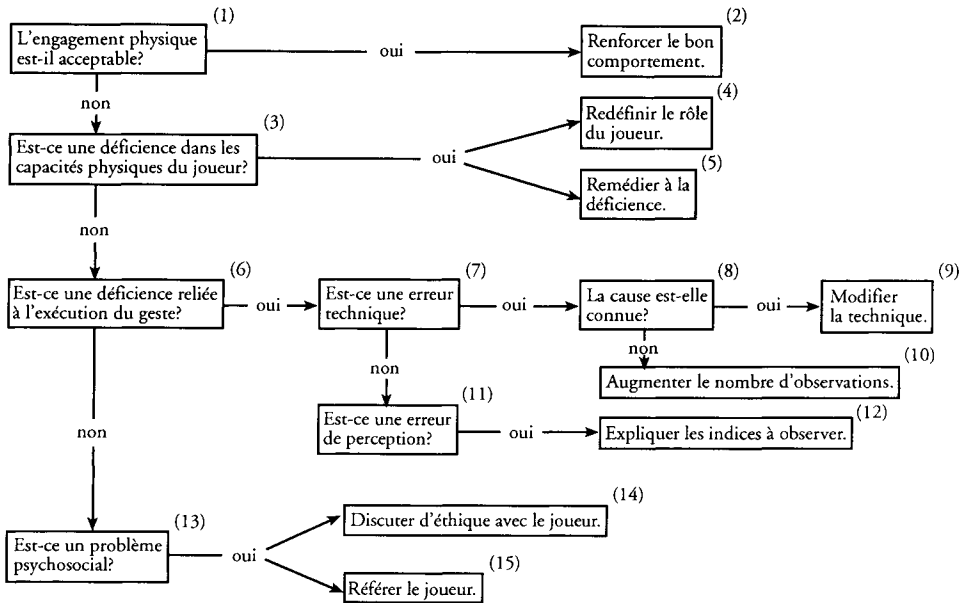 (1)
L'engagement physique
est-il acceptable?
oui
(2)
Renforcer le bon
comportement.
non
(3)
Est-ce une déficience dans les
capacités physiques du joueur?
oui
(4)
Redéfinir le rôle
du joueur.
(5)
Remédier à la
déficience.
non
(6)
Est-ce une déficience reliée
à l'exécution du geste?
oui
(7)
Est-ce une erreur
technique?
oui
(8)
La cause est-elle
connue?
oui
(9)
Modifier
la technique.
non
(10)
Augmenter le nombre d'observations.
non
(11)
Est-ce une erreur
de perception?
oui
(12)
Expliquer les indices à observer.
non
(13)
Est-ce un problème
psychosocial?
oui
(14)
Discuter d'éthique avec le joueur.
(15)
Référer le joueur.